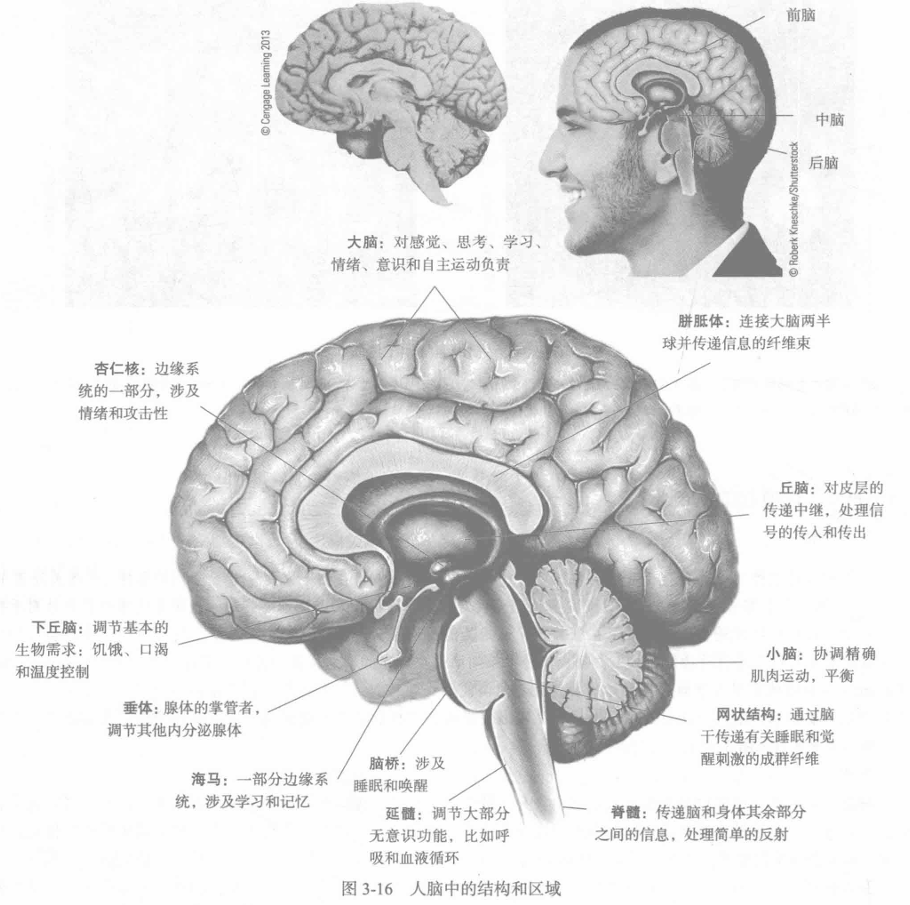 © Cengage Learning 2013
前脑
中脑
后脑
© Roberk Kneschke/Shutterstock
大脑：对感觉、思考、学习、
情绪、意识和自主运动负责
胼胝体：连接大脑两半
球并传递信息的纤维束
杏仁核：边缘系
统的一部分，涉及
情绪和攻击性
丘脑：对皮层的
传递中继，处理信
号的传入和传出
下丘脑：调节基本的
生物需求：饥饿、口渴
和温度控制
小脑：协调精确
肌肉运动，平衡
垂体：腺体的掌管者，
调节其他内分泌腺体
网状结构：通过脑
干传递有关睡眠和觉
醒刺激的成群纤维
海马：一部分边缘系
统，涉及学习和记忆
脑桥：涉及
睡眠和唤醒
延髓：调节大部分
无意识功能，比如呼
吸和血液循环
脊髓：传递脑和身体其余部分
之间的信息，处理简单的反射
图 3-16 人脑中的结构和区域